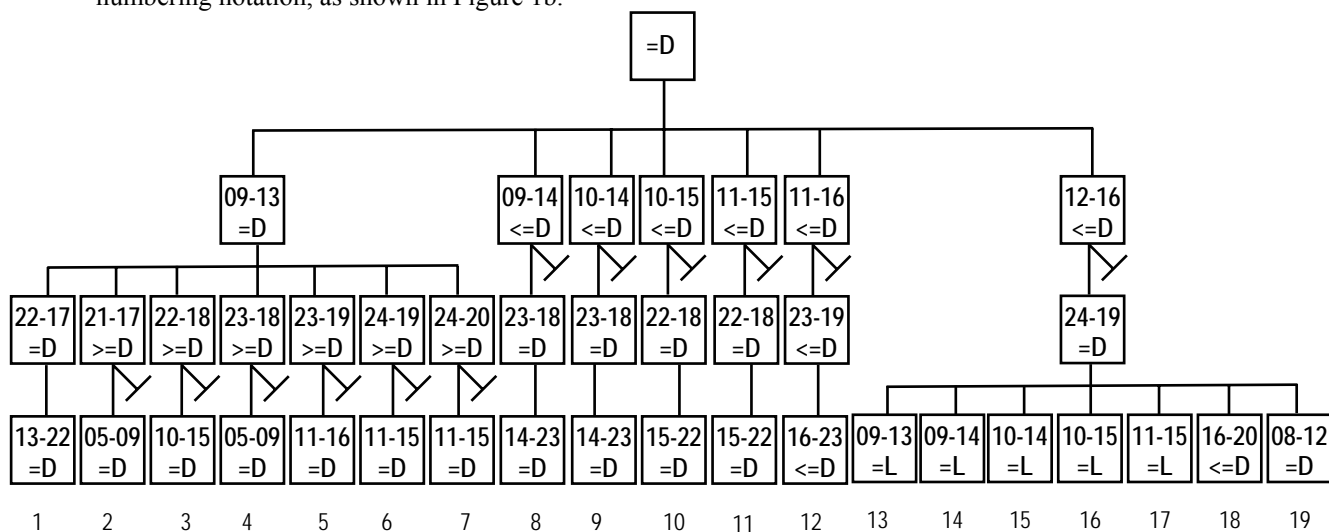 numbering notation, as shown in Figure 1b.
=D
09-13 09-14 10-14 10-15 11-15 11-16 12-16
=D <=D <=D <=D <=D <=D <=D
22-17 21-17 22-18 23-18 23-19 24-19 24-20 23-18 23-18 22-18 22-18 23-19 24-19
=D >=D >=D >=D >=D >=D >=D =D =D =D =D <=D =D
13-22 05-09 10-15 05-09 11-16 11-15 11-15 14-23 14-23 15-22 15-22 16-23 09-13 09-14 10-14 10-15 11-15 16-20 08-12
=D =D =D =D =D =D =D =D =D =D =D <=D =L =L =L =L =L <=D =D
1 2 3 4 5 6 7 8 9 10 11 12 13 14 15 16 17 18 19